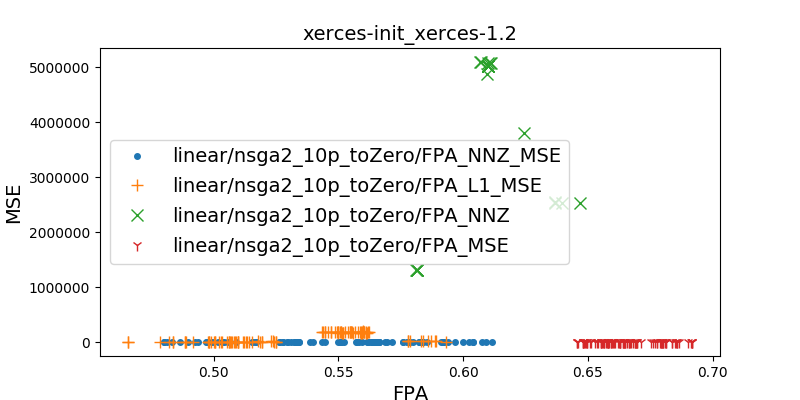 xerces-init_xerces-1.2
5000000
4000000
3000000
2000000
1000000
0
MSE
linear/nsga2_10p_toZero/FPA_NNZ_MSE
linear/nsga2_10p_toZero/FPA_L1_MSE
linear/nsga2_10p_toZero/FPA_NNZ
linear/nsga2_10p_toZero/FPA_MSE
0.50 0.55 0.60 0.65 0.70
FPA